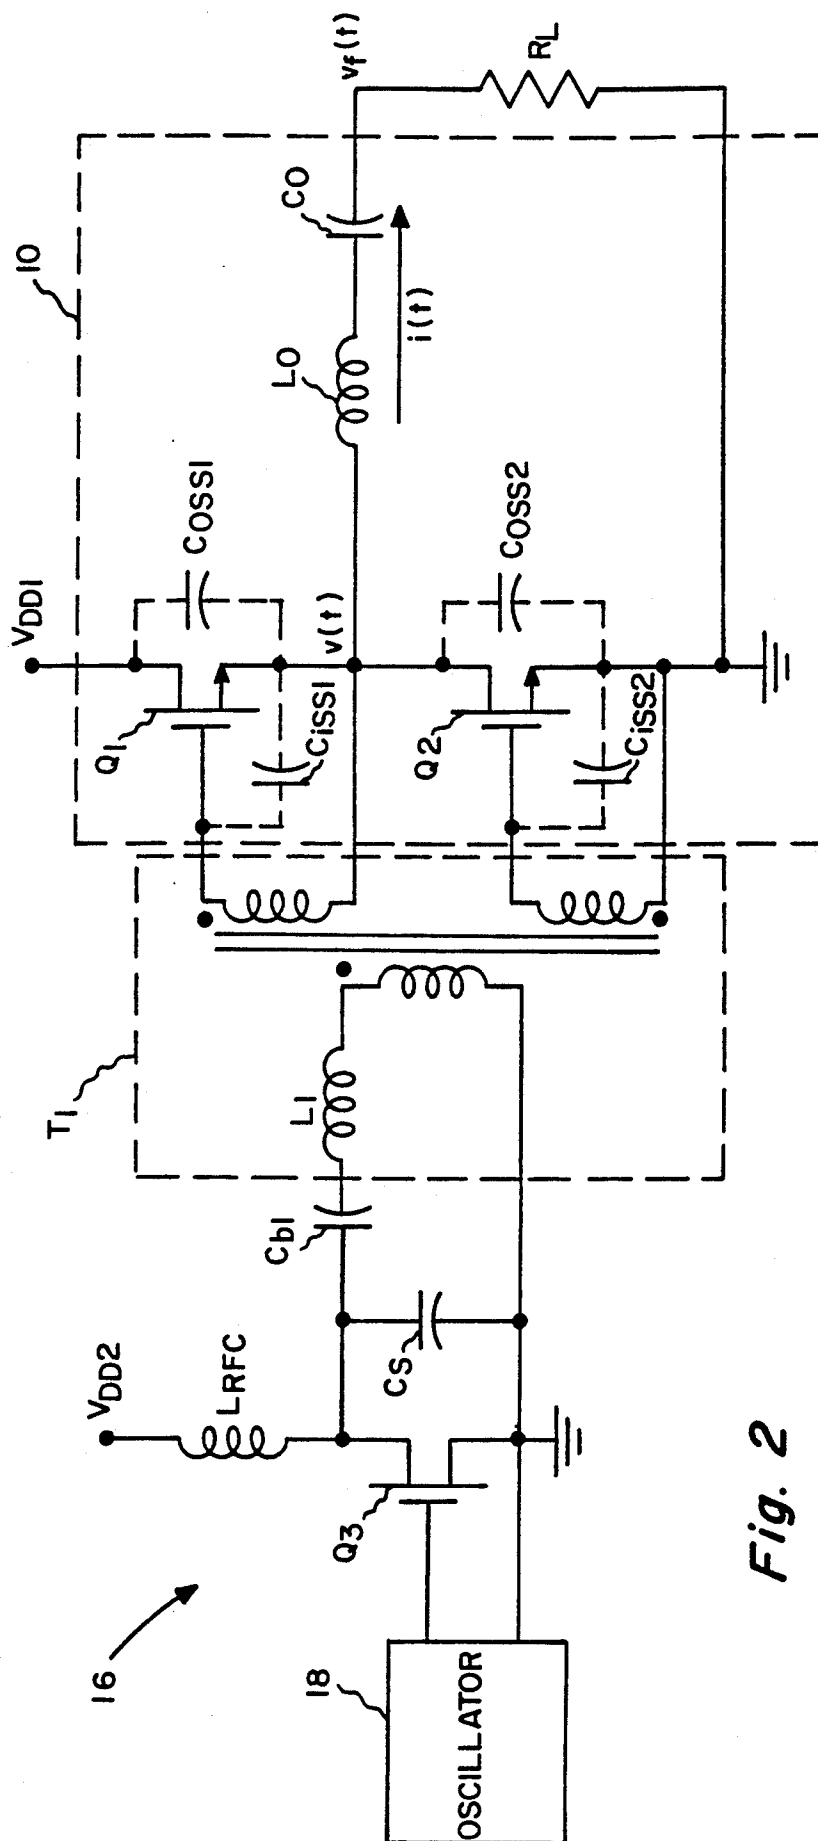 16
18
OSCILLATOR
Q3
VDD2
LRFC
CS
Cb1
T1
L1
Q1
VDD1
COSS1
CiSS1
v(t)
Q2
COSS2
CiSS2
10
LO
CO
i(t)
vf(t)
RL
Fig. 2